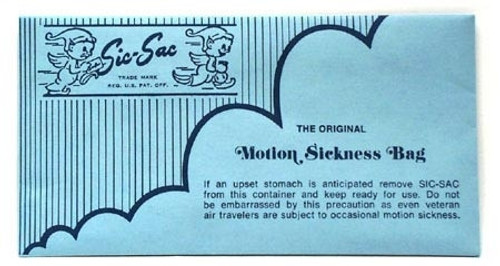 Sic-Sac
TRADE MARK
REG. U.S. PAT. OFF.
THE ORIGINAL
Motion Sickness Bag
If an upset stomach is anticipated remove SIC-SAC
from this container and keep ready for use. Do not
be embarrassed by this precaution as even veteran
air travelers are subject to occasional motion sickness.